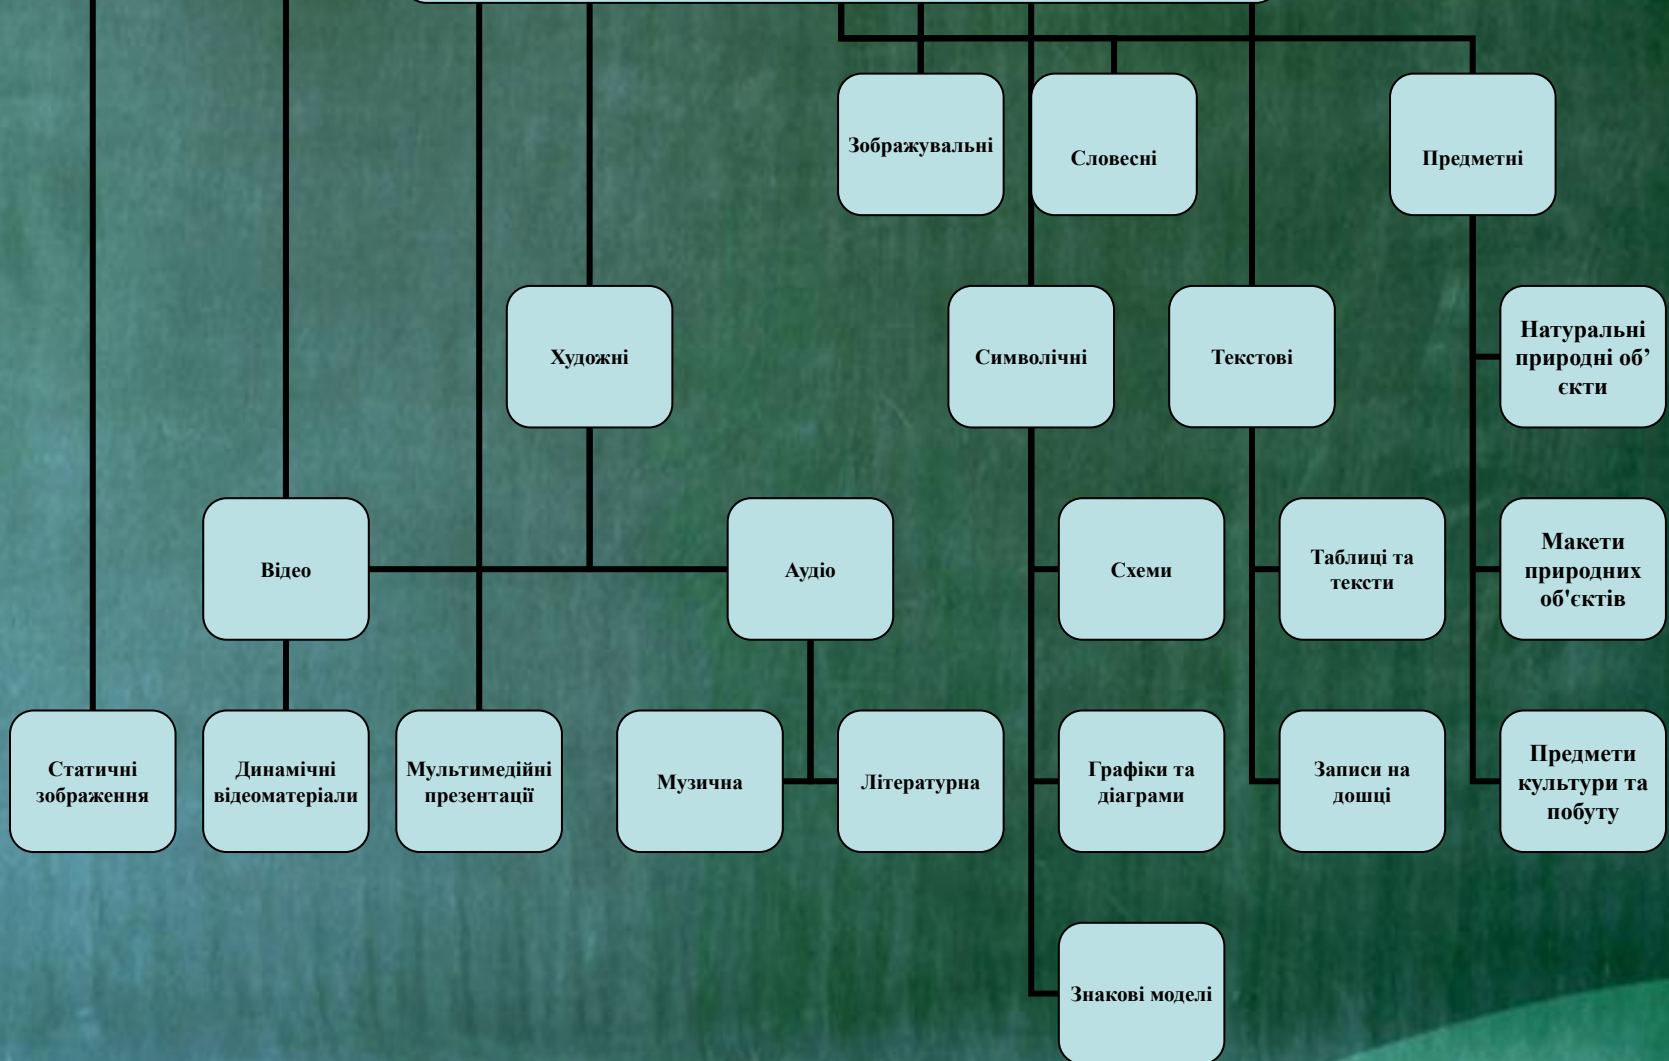 Зображувальні
Словесні
Предметні
Художні
Символічні
Текстові
Натуральні
природні об’
єкти
Відео
Аудіо
Схеми
Таблиці та
тексти
Макети
природних
об'єктів
Статичні
зображення
Динамічні
відеоматеріали
Мультимедійні
презентації
Музична
Літературна
Графіки та
діаграми
Записи на
дошці
Предмети
культури та
побуту
Знакові моделі